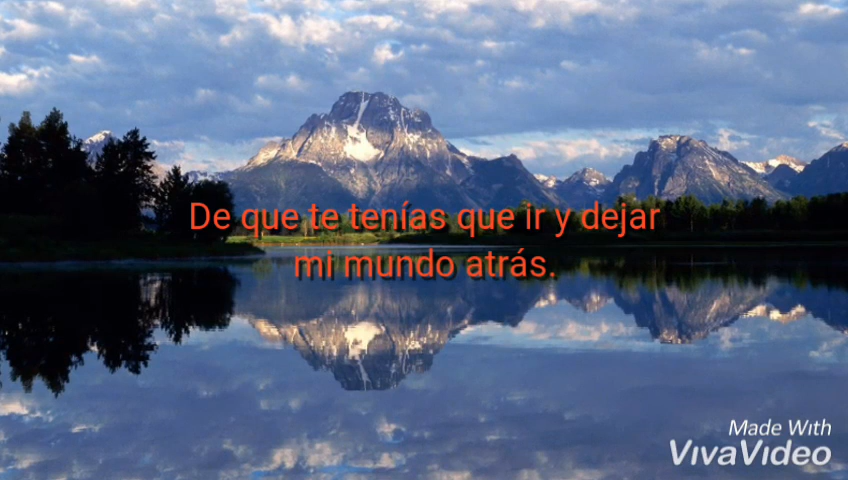 De que te tenías que ir y dejar
mi mundo atrás.
Made With
VivaVideo